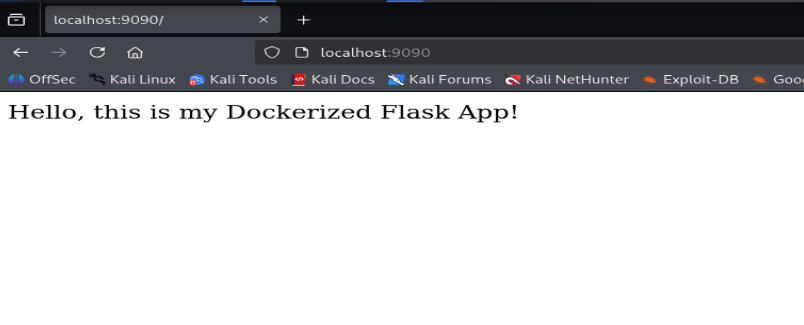 localhost:9090/
localhost:9090
OffSec Kali Linux Kali Tools Kali Docs Kali Forums Kali NetHunter Exploit-DB Goo
Hello, this is my Dockerized Flask App!